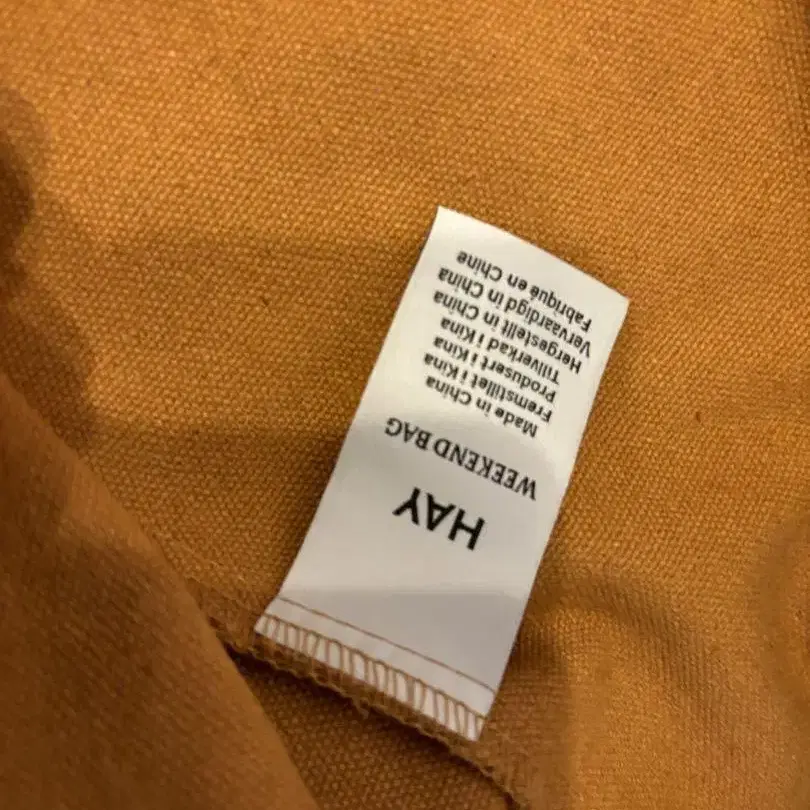 HAY
WEEKEND BAG
Made in China
Fremstillet i Kina
Produsert i Kina
Tillverkad i Kina
Hergestellt in China
Vervaardigd in China
Fabriqué en Chine